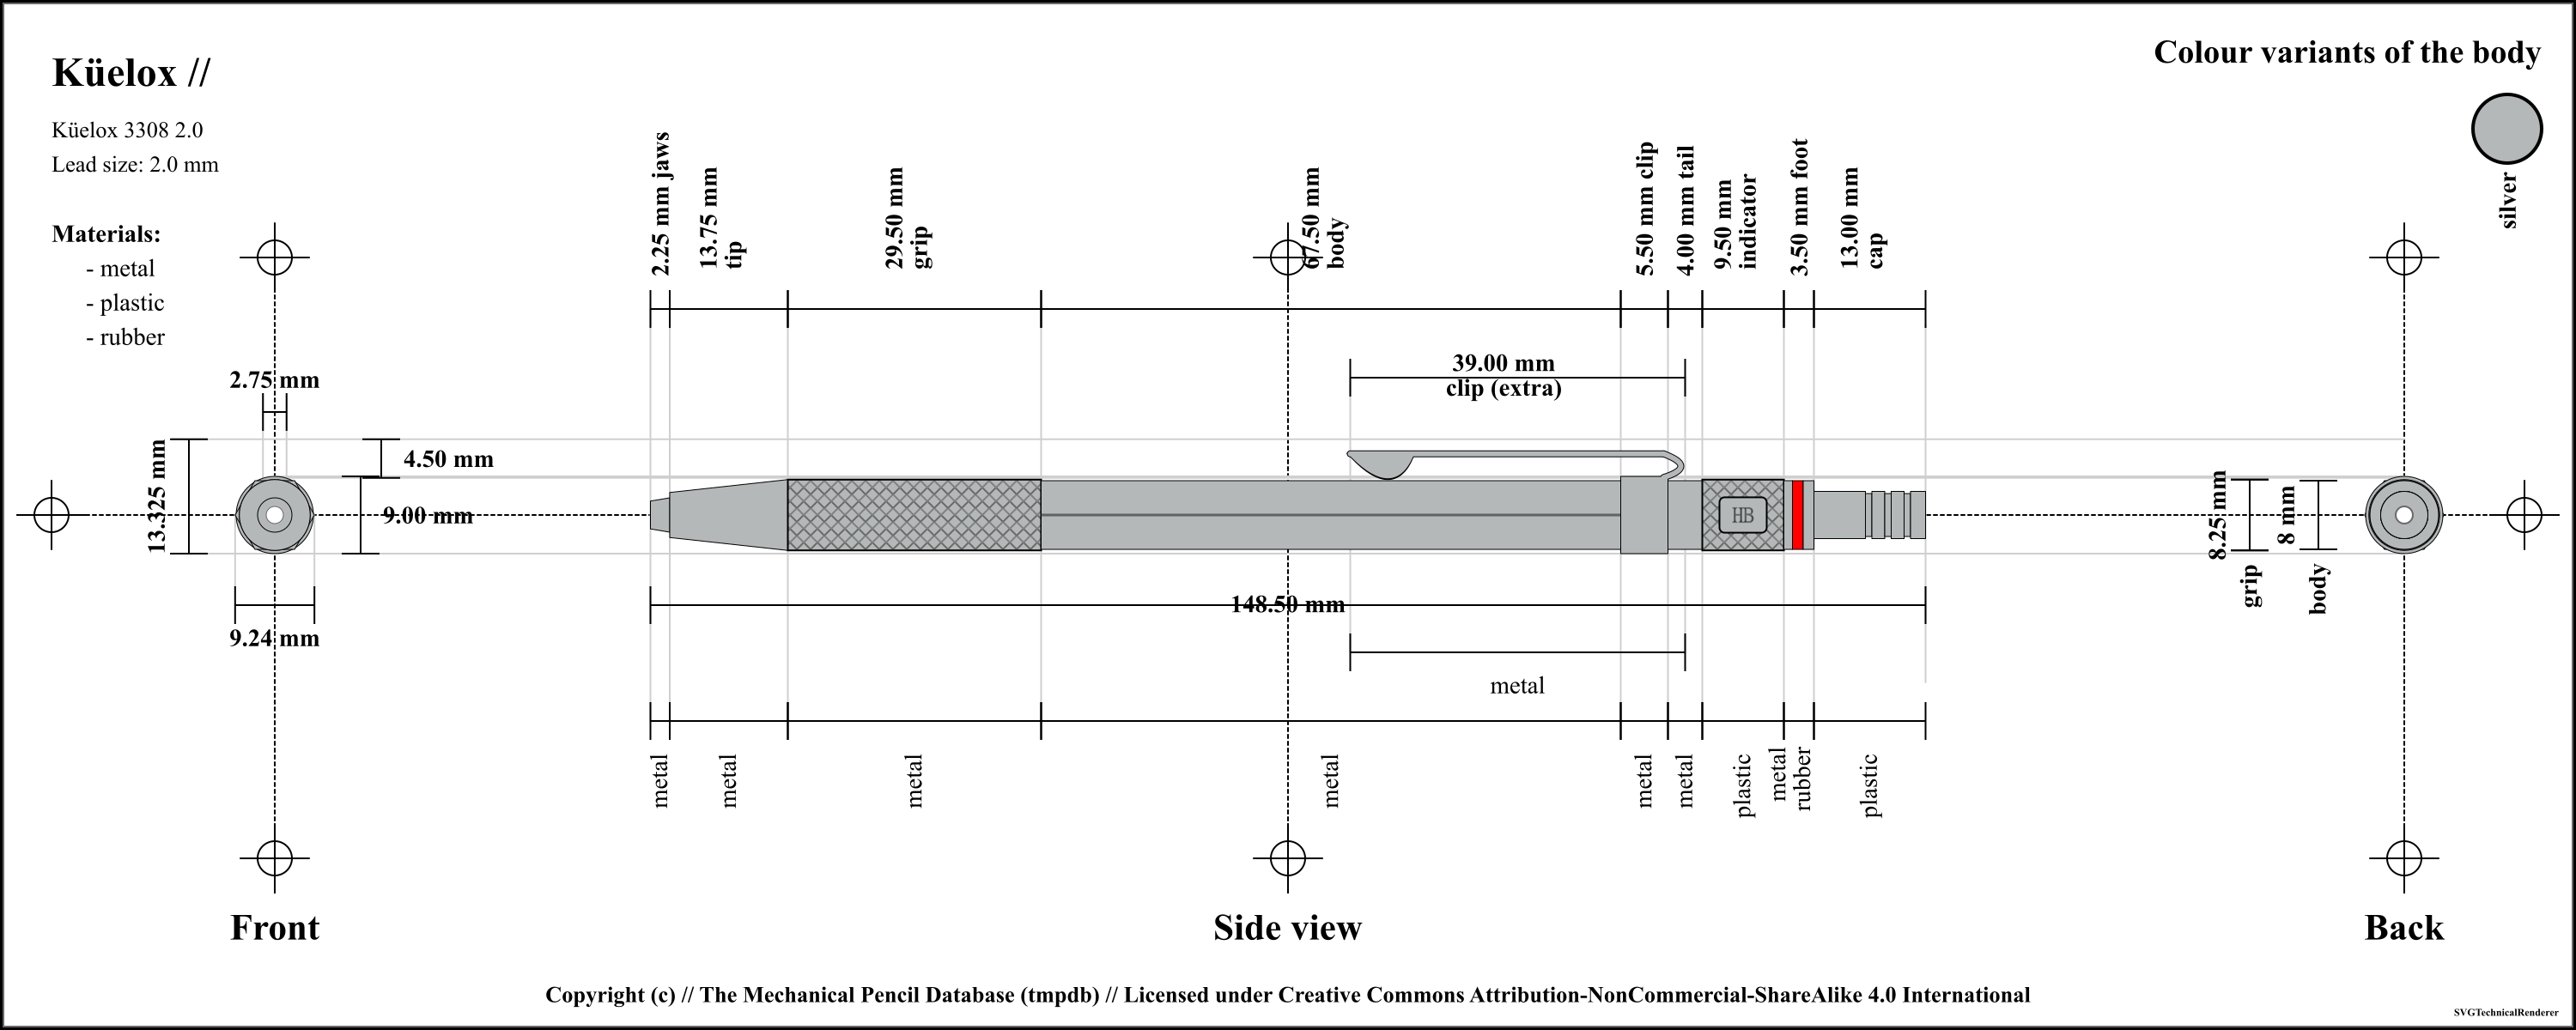 Küelox //
Colour variants of the body
Küelox 3308 2.0
Lead size: 2.0 mm
silver
Materials:
- metal
- plastic
- rubber
2.25 mm jaws
13.75 mm
tip
29.50 mm
grip
67.50 mm
body
5.50 mm clip
4.00 mm tail
9.50 mm
indicator
3.50 mm foot
13.00 mm
cap
39.00 mm
clip (extra)
2.75 mm
13.325 mm
4.50 mm
9.00 mm
9.24 mm
HB
8.25 mm
grip
8 mm
body
148.50 mm
metal
metal
metal
metal
metal
metal
metal
plastic
metal
rubber
plastic
Front
Side view
Back
Copyright (c) // The Mechanical Pencil Database (tmpdb) // Licensed under Creative Commons Attribution-NonCommercial-ShareAlike 4.0 International
SVGTechnicalRenderer